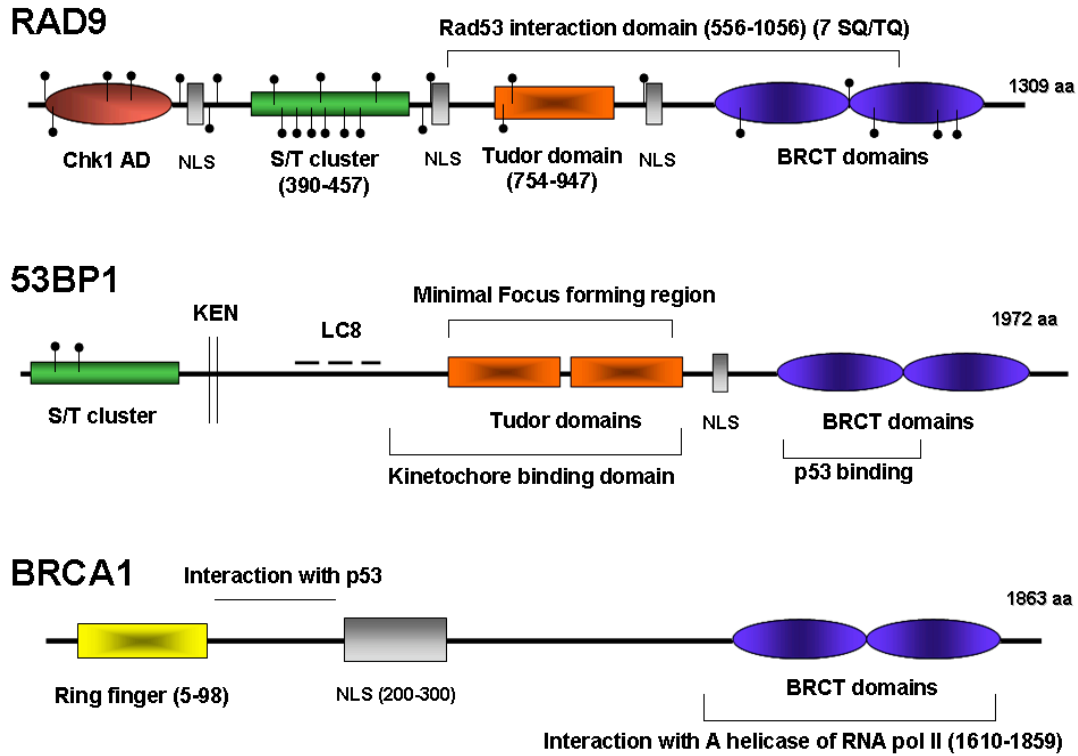 RAD9
Rad53 interaction domain (556-1056) (7 SQ/TQ)
1309 aa
Chk1 AD
NLS
S/T cluster
(390-457)
NLS
Tudor domain
(754-947)
NLS
BRCT domains
53BP1
Minimal Focus forming region
KEN
LC8
1972 aa
S/T cluster
Tudor domains
NLS
BRCT domains
Kinetochore binding domain
p53 binding
BRCA1
Interaction with p53
1863 aa
Ring finger (5-98)
NLS (200-300)
BRCT domains
Interaction with A helicase of RNA pol II (1610-1859)